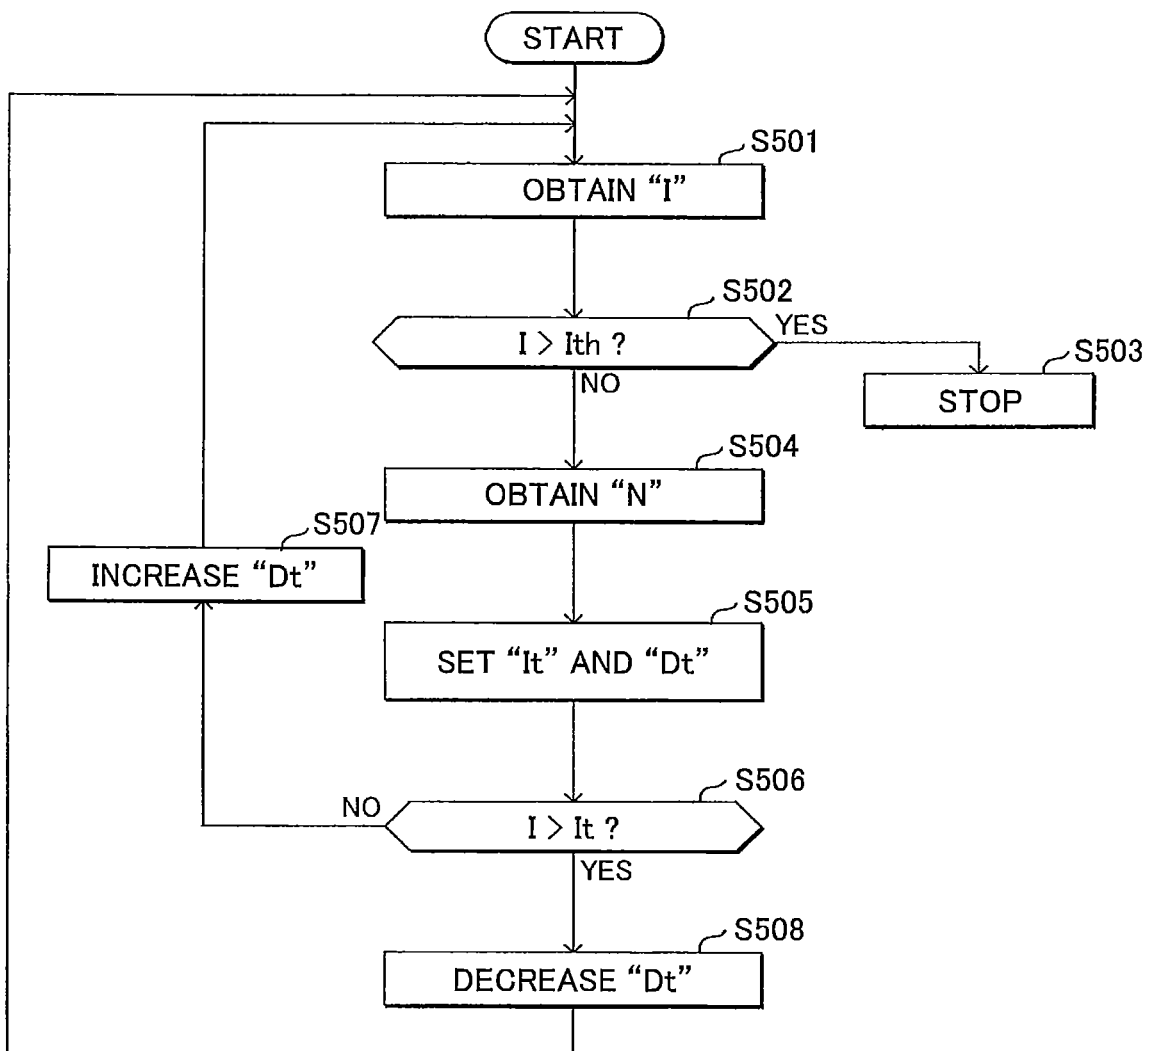 START
S501
OBTAIN “I”
S502
I > Ith ?
YES
NO
S503
STOP
S504
OBTAIN “N”
S507
INCREASE “Dt”
S505
SET “It” AND “Dt”
S506
I > It ?
NO
YES
S508
DECREASE “Dt”